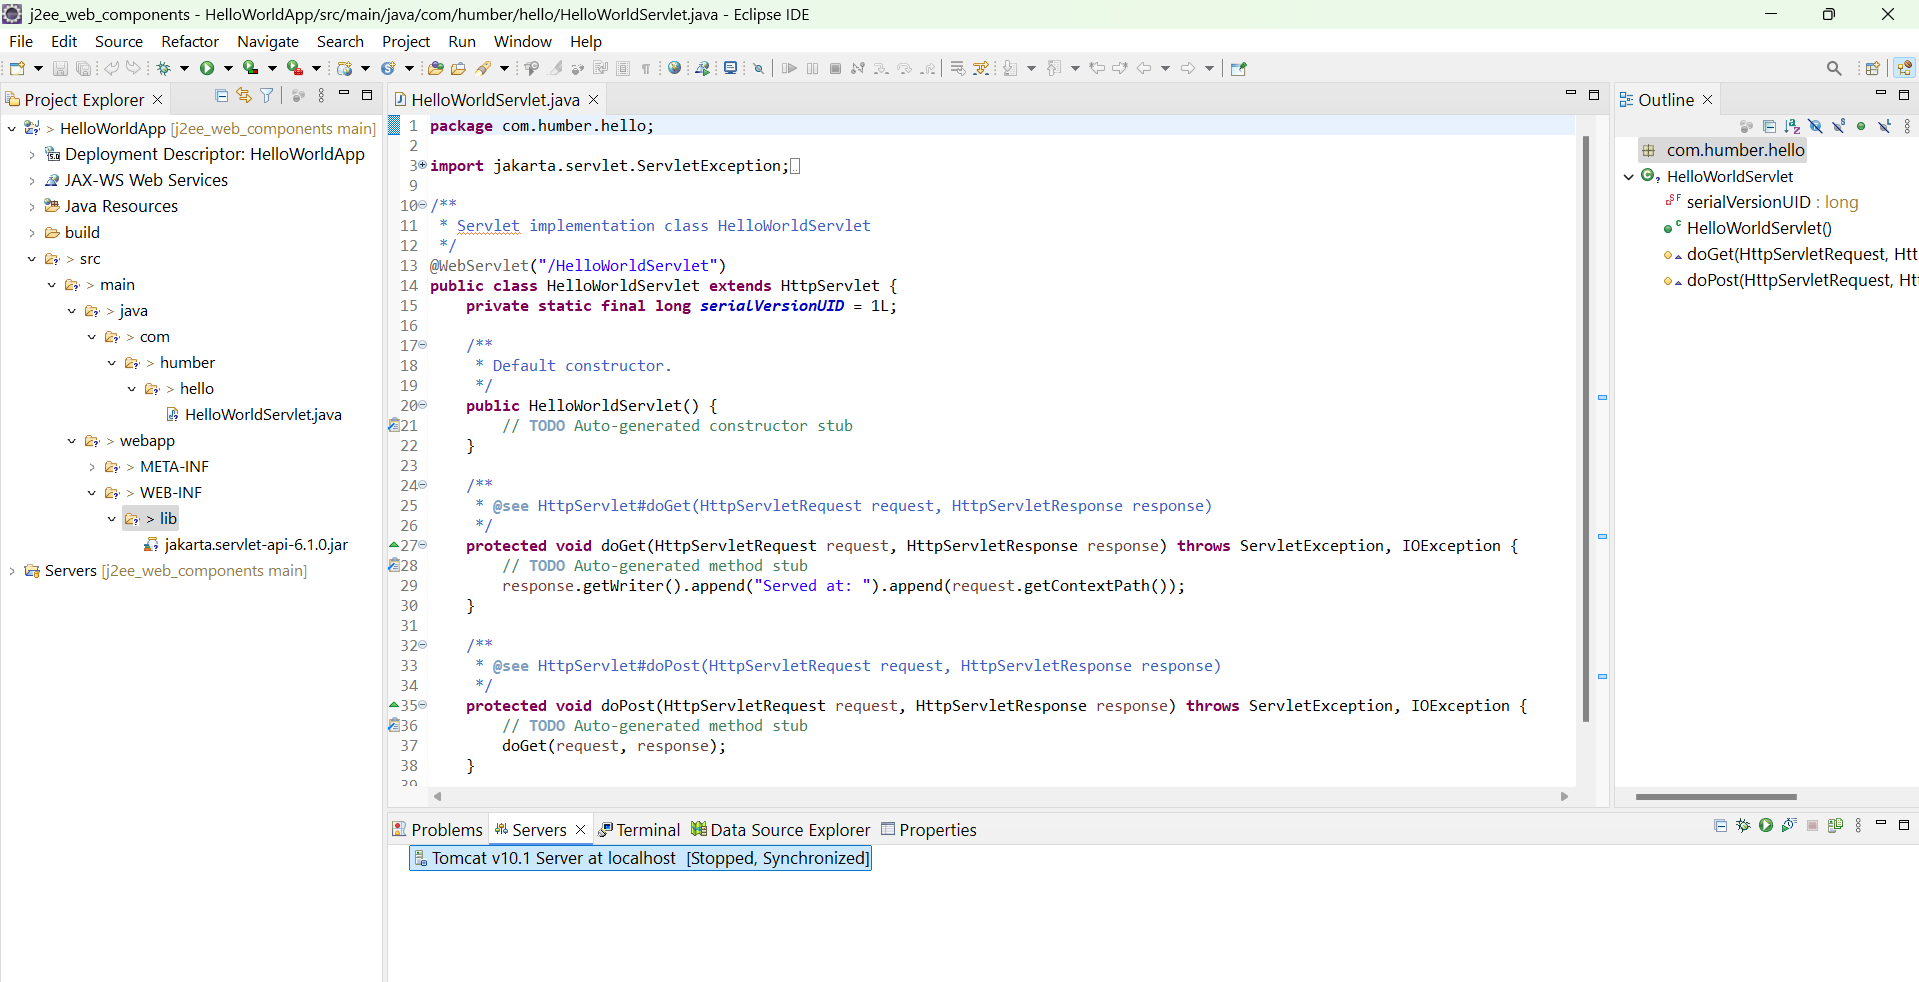 j2ee_web_components - HelloWorldApp/src/main/java/com/humber/hello/HelloWorldServlet.java - Eclipse IDE
File Edit Source Refactor Navigate Search Project Run Window Help
Project Explorer
> HelloWorldApp [j2ee_web_components main]
Deployment Descriptor: HelloWorldApp
JAX-WS Web Services
Java Resources
build
> src
> main
> java
> com
> humber
> hello
HelloWorldServlet.java
> webapp
> META-INF
> WEB-INF
> lib
jakarta.servlet-api-6.1.0.jar
Servers [j2ee_web_components main]
HelloWorldServlet.java
1 package com.humber.hello;
2
3 import jakarta.servlet.ServletException;
9
10 /**
11 * Servlet implementation class HelloWorldServlet
12 */
13 @WebServlet("/HelloWorldServlet")
14 public class HelloWorldServlet extends HttpServlet {
15 private static final long serialVersionUID = 1L;
16
17 /**
18 * Default constructor.
19 */
20 public HelloWorldServlet() {
21 // TODO Auto-generated constructor stub
22 }
23
24 /**
25 * @see HttpServlet#doGet(HttpServletRequest request, HttpServletResponse response)
26 */
27 protected void doGet(HttpServletRequest request, HttpServletResponse response) throws ServletException, IOException {
28 // TODO Auto-generated method stub
29 response.getWriter().append("Served at: ").append(request.getContextPath());
30 }
31
32 /**
33 * @see HttpServlet#doPost(HttpServletRequest request, HttpServletResponse response)
34 */
35 protected void doPost(HttpServletRequest request, HttpServletResponse response) throws ServletException, IOException {
36 // TODO Auto-generated method stub
37 doGet(request, response);
38 }
39
Outline
com.humber.hello
HelloWorldServlet
serialVersionUID : long
HelloWorldServlet()
doGet(HttpServletRequest, Htt
doPost(HttpServletRequest, Ht
Problems Servers Terminal Data Source Explorer Properties
Tomcat v10.1 Server at localhost [Stopped, Synchronized]